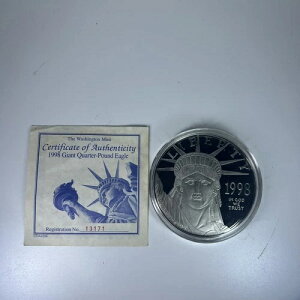 The Washington Mint
Certificate of Authenticity
1998 Giant Quarter-Pound Eagle
Registration No. 13171
LIBERTY
1998
IN GOD
WE
TRUST